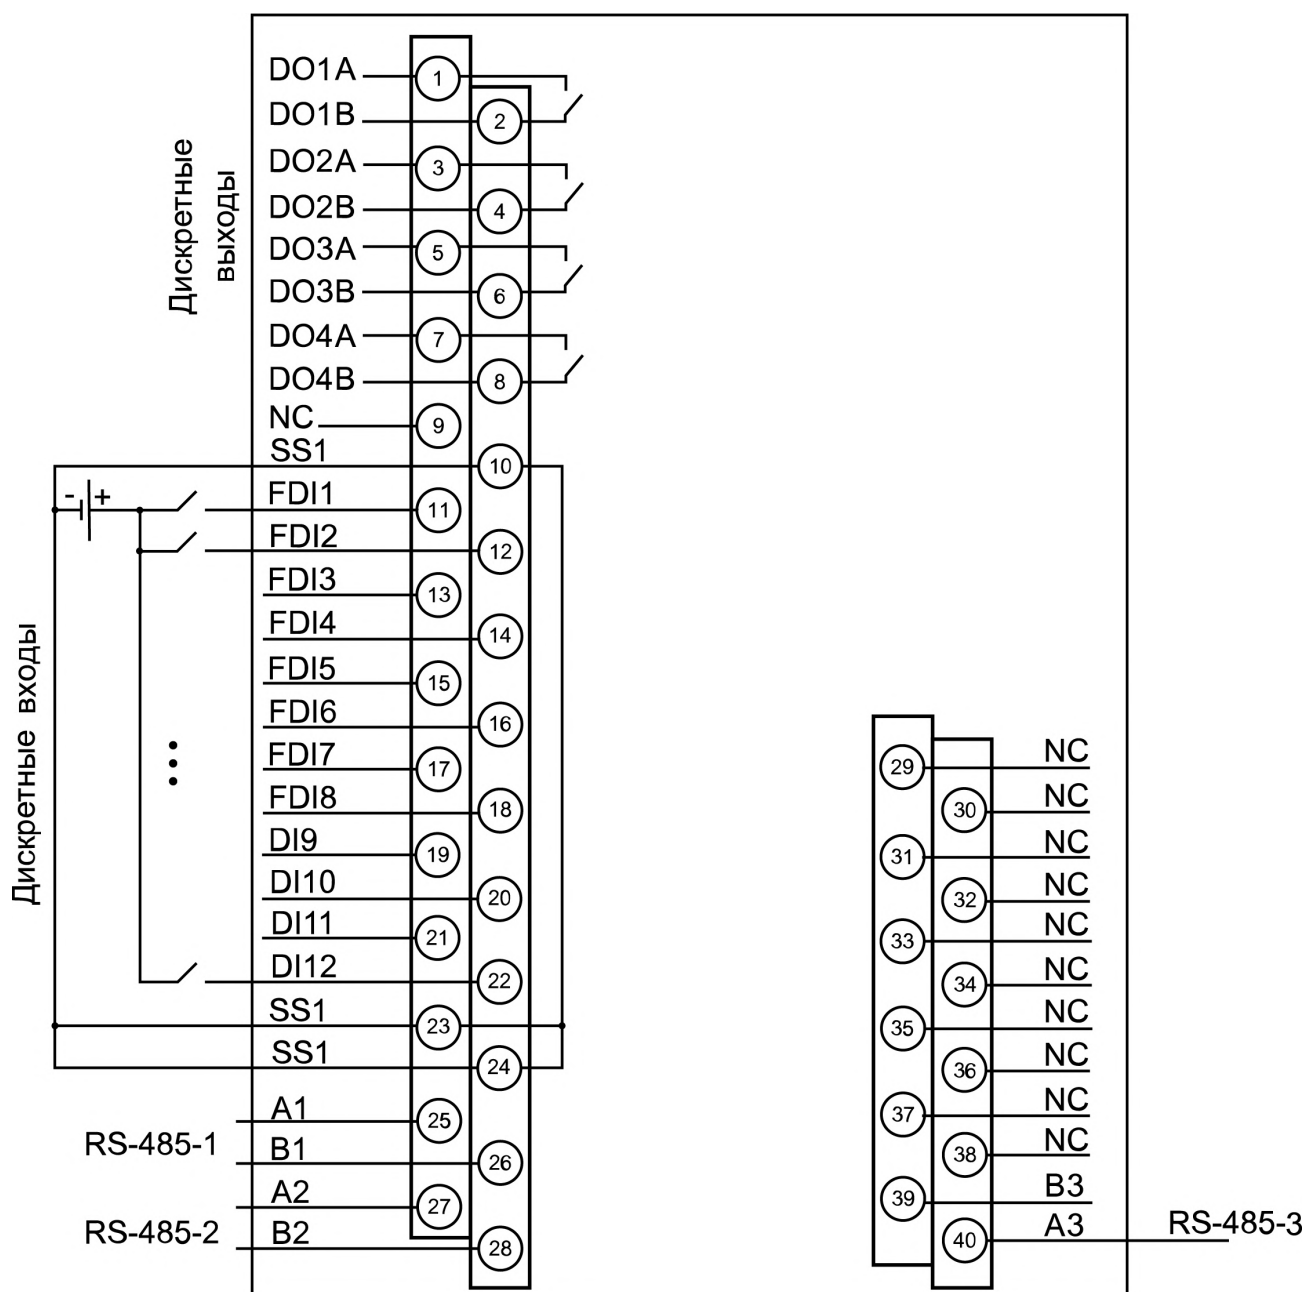 Дискретные
выходы
DO1A 1
DO1B 2
DO2A 3
DO2B 4
DO3A 5
DO3B 6
DO4A 7
DO4B 8
NC 9
SS1 10
- +
FDI1 11
FDI2 12
FDI3 13
FDI4 14
FDI5 15
FDI6 16
FDI7 17
FDI8 18
DI9 19
DI10 20
DI11 21
DI12 22
SS1 23
SS1 24
Дискретные входы
RS-485-1
A1 25
B1 26
RS-485-2
A2 27
B2 28
29 NC
30 NC
31 NC
32 NC
33 NC
34 NC
35 NC
36 NC
37 NC
38 NC
39 B3
40 A3
RS-485-3